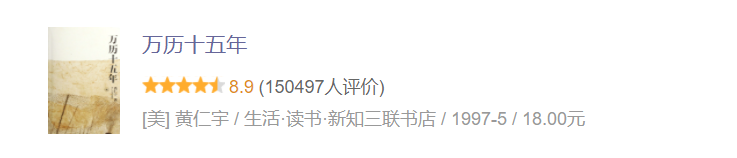 万历十五年
万历十五年
8.9 (150497人评价)
[美] 黄仁宇 / 生活·读书·新知三联书店 / 1997-5 / 18.00元